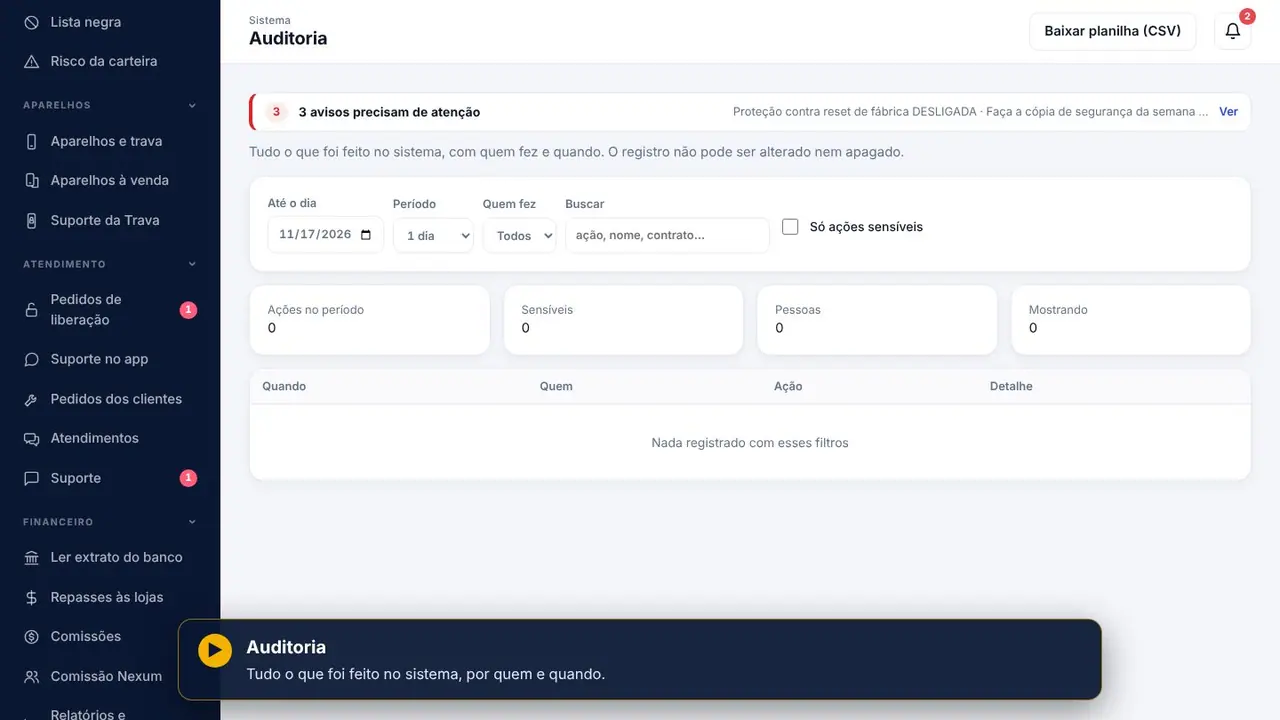 Lista negra
Risco da carteira
APARELHOS
Aparelhos e trava
Aparelhos à venda
Suporte da Trava
ATENDIMENTO
Pedidos de
liberação
1
Suporte no app
Pedidos dos clientes
Atendimentos
Suporte
1
FINANCEIRO
Ler extrato do banco
Repasses às lojas
Comissões
Comissão Nexum
Relatórios e
Sistema
Auditoria
Baixar planilha (CSV)
2
3
3 avisos precisam de atenção
Proteção contra reset de fábrica DESLIGADA · Faça a cópia de segurança da semana ...
Ver
Tudo o que foi feito no sistema, com quem fez e quando. O registro não pode ser alterado nem apagado.
Até o dia
Período
Quem fez
Buscar
11/17/2026
1 dia
Todos
ação, nome, contrato...
Só ações sensíveis
Ações no período
0
Sensíveis
0
Pessoas
0
Mostrando
0
Quando
Quem
Ação
Detalhe
Nada registrado com esses filtros
Auditoria
Tudo o que foi feito no sistema, por quem e quando.